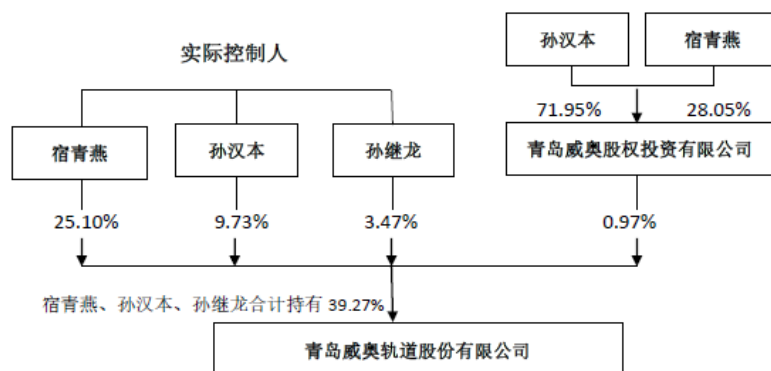 实际控制人
孙汉本
宿青燕
71.95%
28.05%
宿青燕
孙汉本
孙继龙
青岛威奥股权投资有限公司
25.10%
9.73%
3.47%
0.97%
宿青燕、孙汉本、孙继龙合计持有 39.27%
青岛威奥轨道股份有限公司